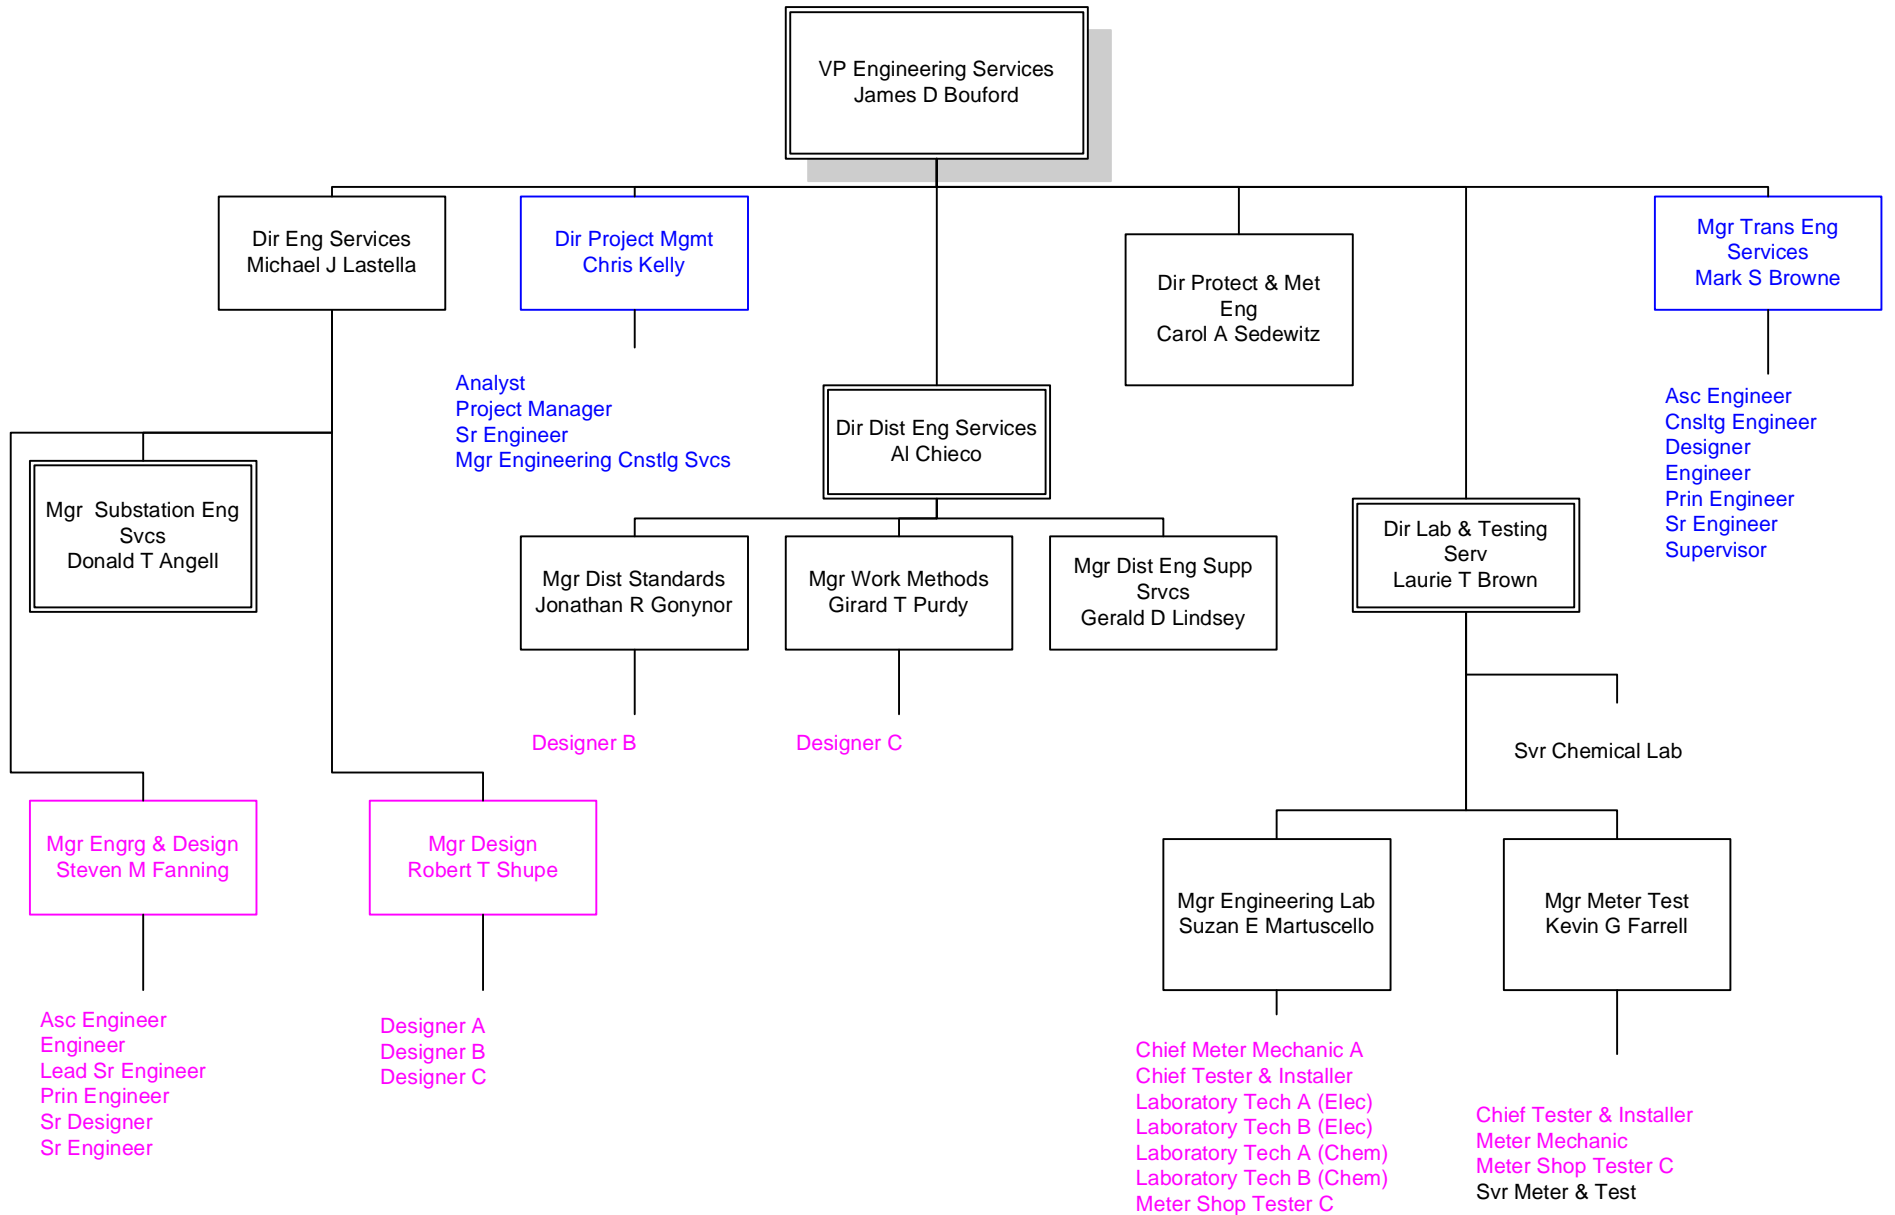 VP Engineering Services
James D Bouford
Dir Eng Services
Michael J Lastella
Dir Project Mgmt
Chris Kelly
Dir Protect & Met
Eng
Carol A Sedewitz
Mgr Trans Eng
Services
Mark S Browne
Analyst
Project Manager
Sr Engineer
Mgr Engineering Cnstlg Svcs
Dir Dist Eng Services
Al Chieco
Asc Engineer
Cnsltg Engineer
Designer
Engineer
Prin Engineer
Sr Engineer
Supervisor
Mgr  Substation Eng
Svcs
Donald T Angell
Dir Lab & Testing
Serv
Laurie T Brown
Mgr Dist Standards
Jonathan R Gonynor
Mgr Work Methods
Girard T Purdy
Mgr Dist Eng Supp
Srvcs
Gerald D Lindsey
Designer B
Designer C
Svr Chemical Lab
Mgr Engrg & Design
Steven M Fanning
Mgr Design
Robert T Shupe
Mgr Engineering Lab
Suzan E Martuscello
Mgr Meter Test
Kevin G Farrell
Asc Engineer
Engineer
Lead Sr Engineer
Prin Engineer
Sr Designer
Sr Engineer
Designer A
Designer B
Designer C
Chief Meter Mechanic A
Chief Tester & Installer
Laboratory Tech A (Elec)
Laboratory Tech B (Elec)
Laboratory Tech A (Chem)
Laboratory Tech B (Chem)
Meter Shop Tester C
Chief Tester & Installer
Meter Mechanic
Meter Shop Tester C
Svr Meter & Test